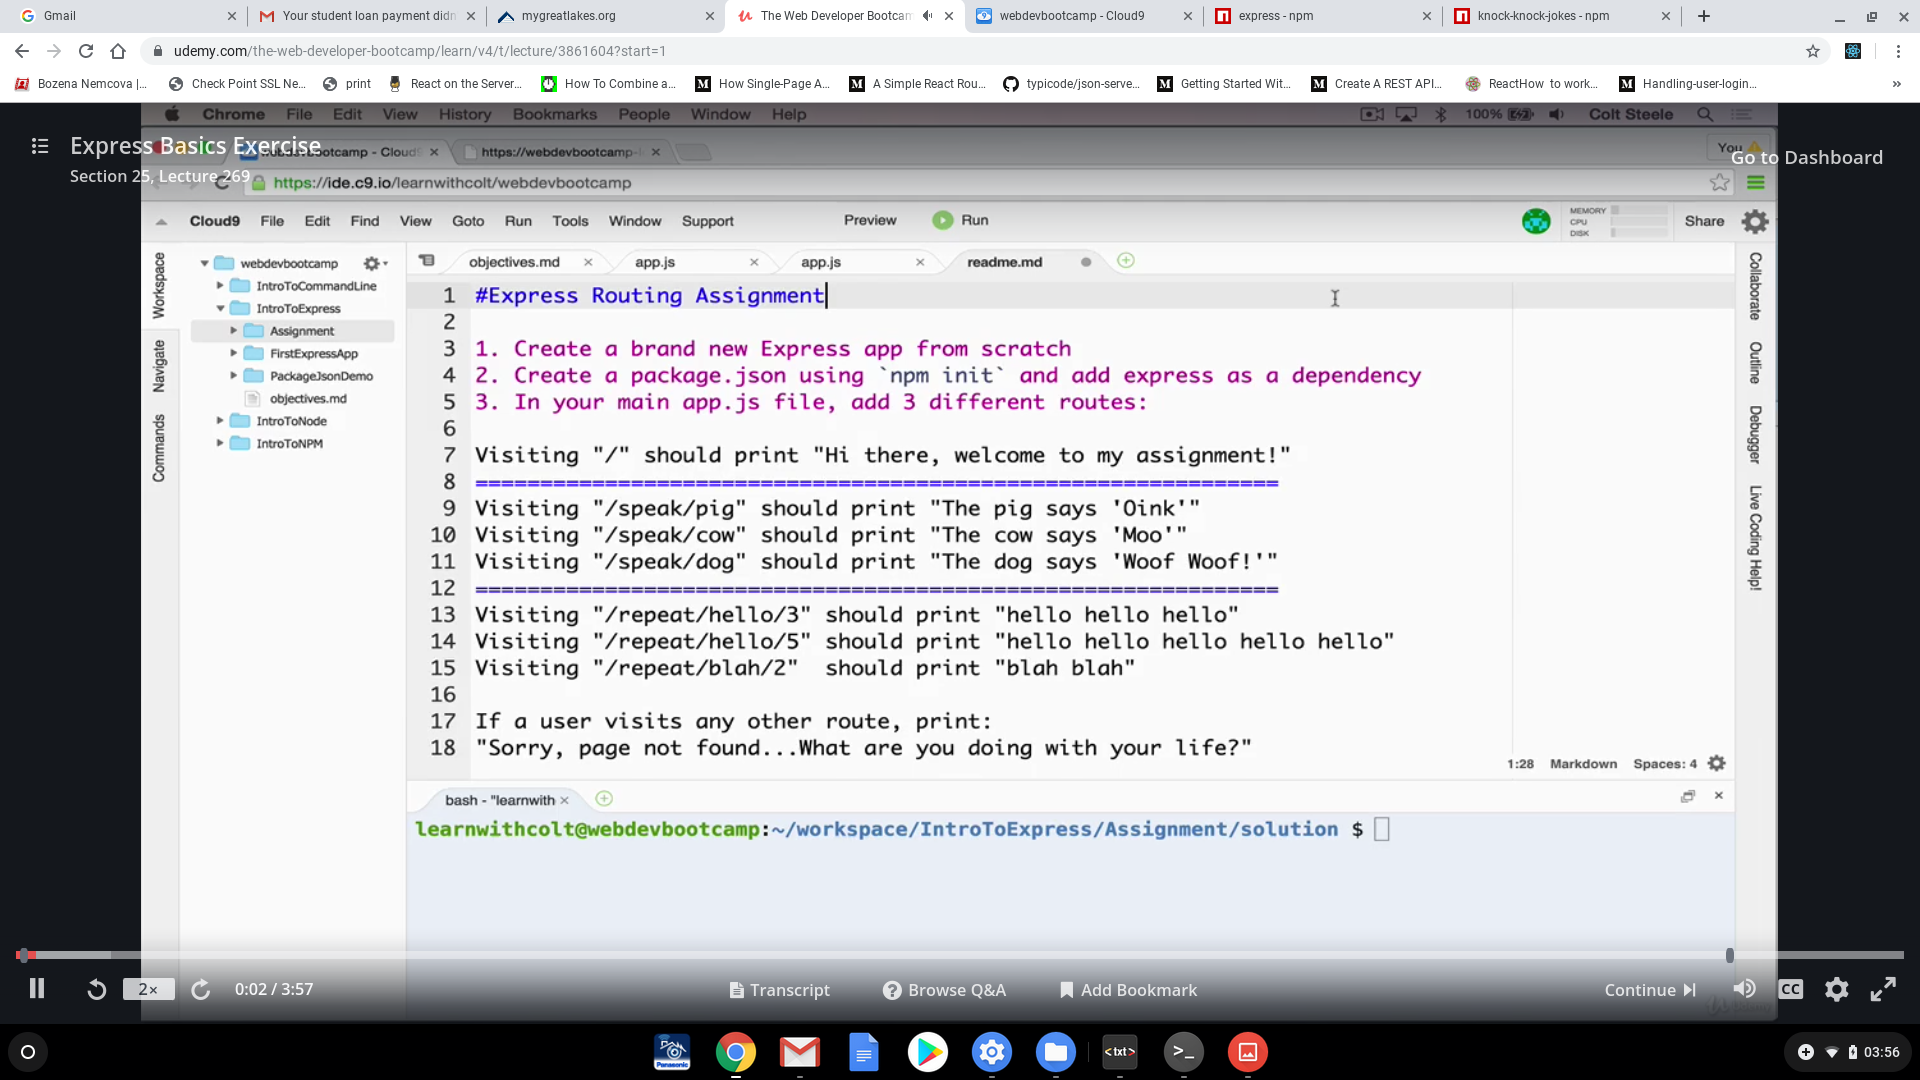 Gmail
Your student loan payment didn
mygreatlakes.org
The Web Developer Bootcam
webdevbootcamp - Cloud9
express - npm
knock-knock-jokes - npm
udemy.com/the-web-developer-bootcamp/learn/v4/t/lecture/3861604?start=1
Bozena Nemcova |...
Check Point SSL Ne...
print
React on the Server...
How To Combine a...
How Single-Page A...
A Simple React Rou...
typicode/json-serve...
Getting Started Wit...
Create A REST API...
ReactHow to work...
Handling-user-login...
Chrome File Edit View History Bookmarks People Window Help
100% Colt Steele
Express Basics Exercise
Section 25, Lecture 269
webdevbootcamp - Cloud9
https://webdevbootcamp-
You
Go to Dashboard
https://ide.c9.io/learnwithcolt/webdevbootcamp
Cloud9 File Edit Find View Goto Run Tools Window Support Preview Run
MEMORY
CPU
DISK
Share
Workspace
Navigate
Commands
webdevbootcamp
IntroToCommandLine
IntroToExpress
Assignment
FirstExpressApp
PackageJsonDemo
objectives.md
IntroToNode
IntroToNPM
objectives.md
app.js
app.js
readme.md
1 #Express Routing Assignment
2
3 1. Create a brand new Express app from scratch
4 2. Create a package.json using `npm init` and add express as a dependency
5 3. In your main app.js file, add 3 different routes:
6
7 Visiting "/" should print "Hi there, welcome to my assignment!"
8 ==============================================================
9 Visiting "/speak/pig" should print "The pig says 'Oink'"
10 Visiting "/speak/cow" should print "The cow says 'Moo'"
11 Visiting "/speak/dog" should print "The dog says 'Woof Woof!'"
12 ==============================================================
13 Visiting "/repeat/hello/3" should print "hello hello hello"
14 Visiting "/repeat/hello/5" should print "hello hello hello hello hello"
15 Visiting "/repeat/blah/2"  should print "blah blah"
16
17 If a user visits any other route, print:
18 "Sorry, page not found...What are you doing with your life?"
1:28 Markdown Spaces: 4
Collaborate
Outline
Debugger
Live Coding Help!
bash - "learnwith
learnwithcolt@webdevbootcamp:~/workspace/IntroToExpress/Assignment/solution $
2×
0:02 / 3:57
Transcript
Browse Q&A
Add Bookmark
Continue
CC
Panasonic
<txt>
>_
03:56